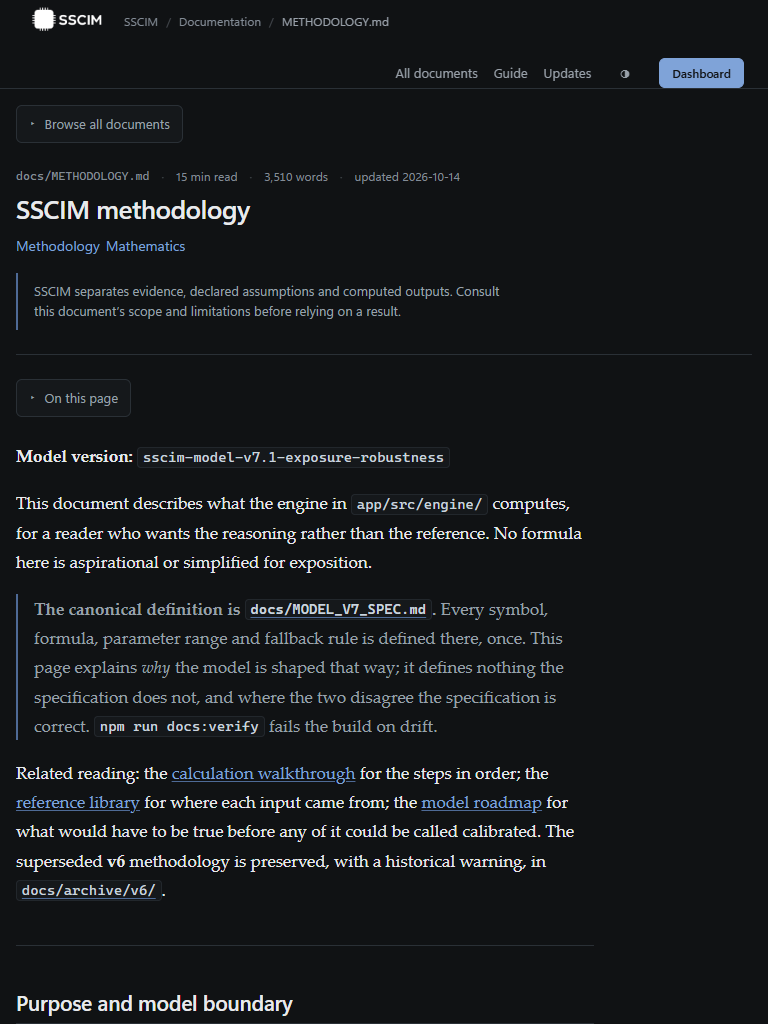 SSCIM
SSCIM / Documentation / METHODOLOGY.md
All documents Guide Updates Dashboard
Browse all documents
docs/METHODOLOGY.md · 15 min read · 3,510 words · updated 2026-10-14
SSCIM methodology
Methodology Mathematics
SSCIM separates evidence, declared assumptions and computed outputs. Consult
this document's scope and limitations before relying on a result.
On this page
Model version: sscim-model-v7.1-exposure-robustness
This document describes what the engine in app/src/engine/ computes,
for a reader who wants the reasoning rather than the reference. No formula
here is aspirational or simplified for exposition.
The canonical definition is docs/MODEL_V7_SPEC.md. Every symbol,
formula, parameter range and fallback rule is defined there, once. This
page explains why the model is shaped that way; it defines nothing the
specification does not, and where the two disagree the specification is
correct. npm run docs:verify fails the build on drift.
Related reading: the calculation walkthrough for the steps in order; the
reference library for where each input came from; the model roadmap for
what would have to be true before any of it could be called calibrated. The
superseded v6 methodology is preserved, with a historical warning, in
docs/archive/v6/.
Purpose and model boundary